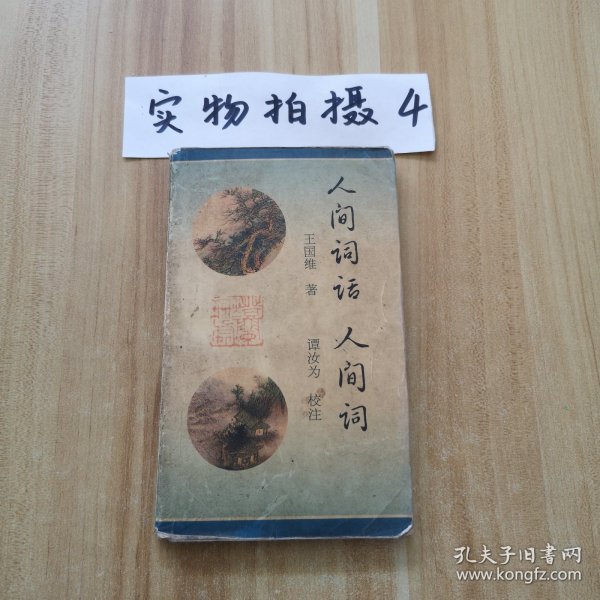 实物拍摄4
人间词话 人间词
王国维 著
谭汝为 校注
孔夫子旧书网
www.kongfz.com